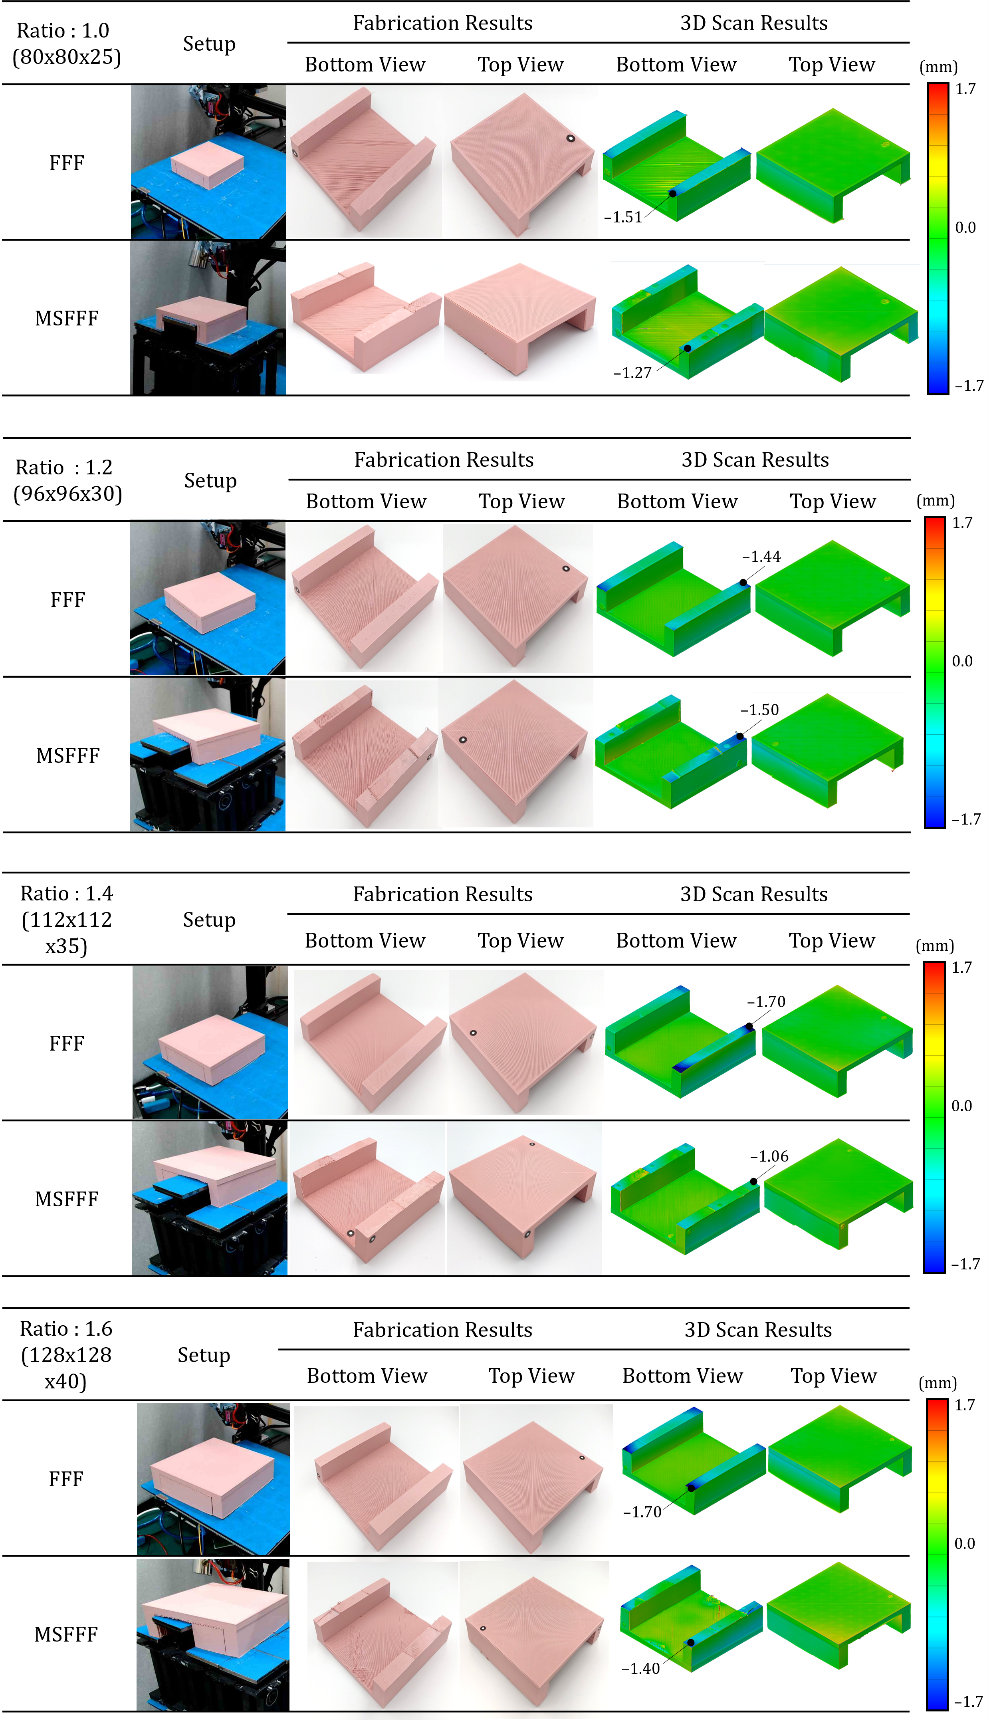 Ratio : 1.0
(80x80x25)
Setup
Fabrication Results
3D Scan Results
Bottom View
Top View
Bottom View
Top View
(mm)
1.7
0.0
–1.7
FFF
–1.51
MSFFF
–1.27
Ratio : 1.2
(96x96x30)
Setup
Fabrication Results
3D Scan Results
Bottom View
Top View
Bottom View
Top View
(mm)
1.7
0.0
–1.7
FFF
–1.44
MSFFF
–1.50
Ratio : 1.4
(112x112
x35)
Setup
Fabrication Results
3D Scan Results
Bottom View
Top View
Bottom View
Top View
(mm)
1.7
0.0
–1.7
FFF
–1.70
MSFFF
–1.06
Ratio : 1.6
(128x128
x40)
Setup
Fabrication Results
3D Scan Results
Bottom View
Top View
Bottom View
Top View
(mm)
1.7
0.0
–1.7
FFF
–1.70
MSFFF
–1.40